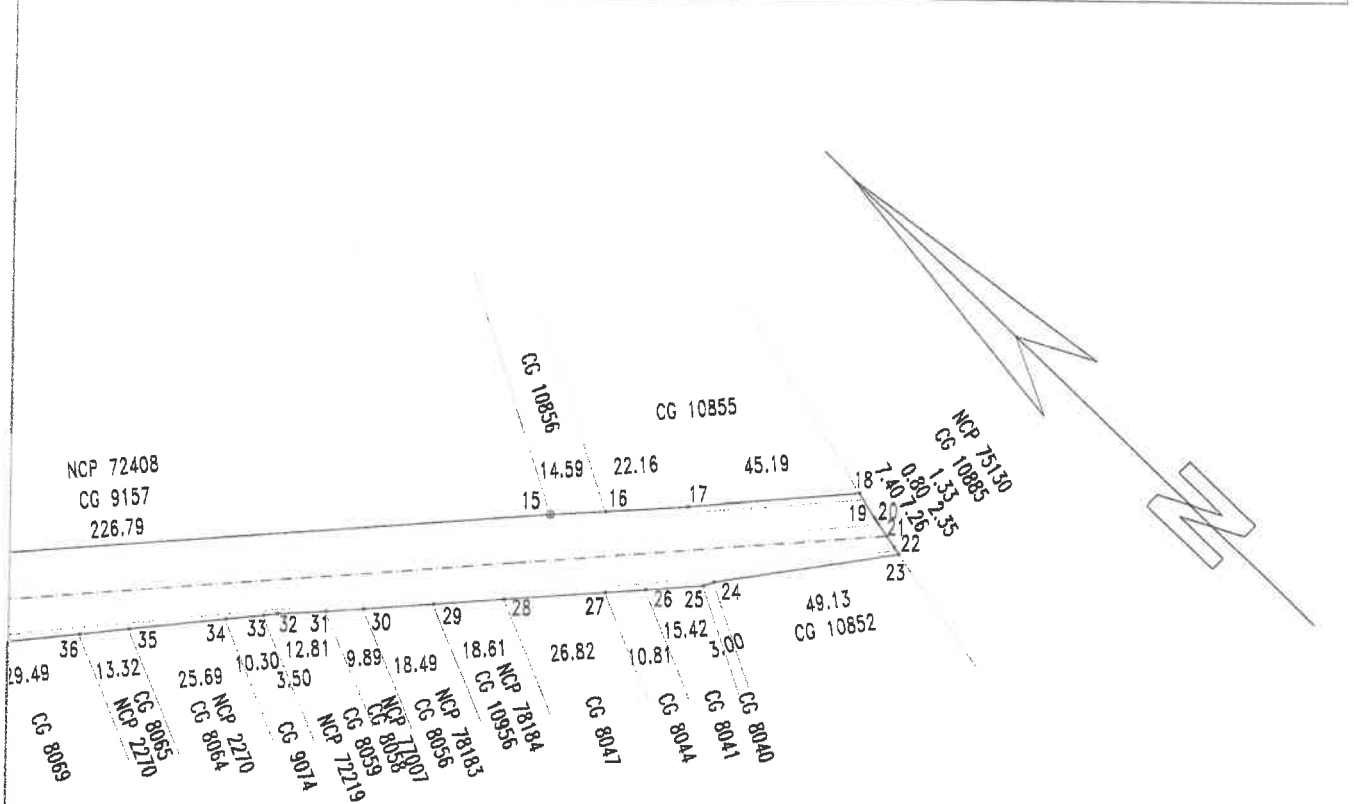 NCP 72408
CG 9157
226,79
CG 10856
CG 10855
14.59
22.16
45.19
15
16
17
18
19
20
21
22
23
7.40
0.80
1.33
7.26
2.35
NCP 75130
CG 10885
24
25
26
27
28
29
30
31
32
33
34
35
36
49.13
CG 10852
3.00
15.42
10.81
26.82
18.61
18.49
9.89
12.81
3.50
10.30
25.69
13.32
29.49
CG 8069
CG 8065
NCP 2270
NCP 2270
CG 8064
CG 9074
NCP 72219
CG 8059
CG 8058
NCP 77007
CG 8056
NCP 78183
CG 10956
NCP 78184
CG 8047
CG 8044
CG 8041
CG 8040
N